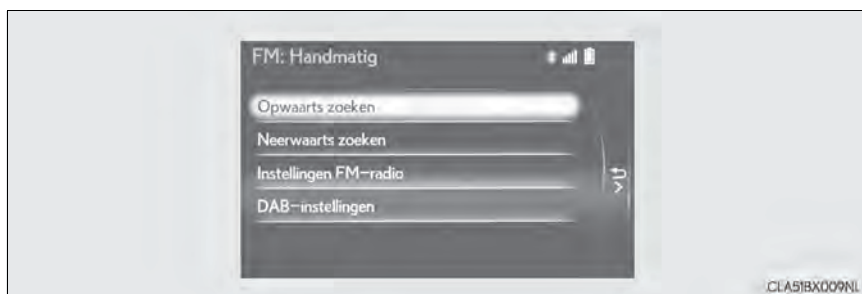 FM: Handmatig
Opwaarts zoeken
Neerwaarts zoeken
Instellingen FM-radio
DAB-instellingen
CLA51BX009NL